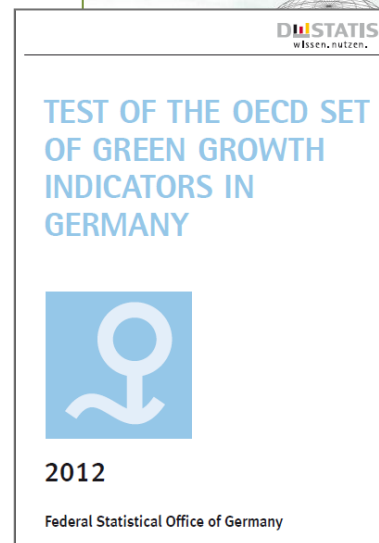 DESTATIS
wissen.nutzen.
TEST OF THE OECD SET
OF GREEN GROWTH
INDICATORS IN
GERMANY
2012
Federal Statistical Office of Germany